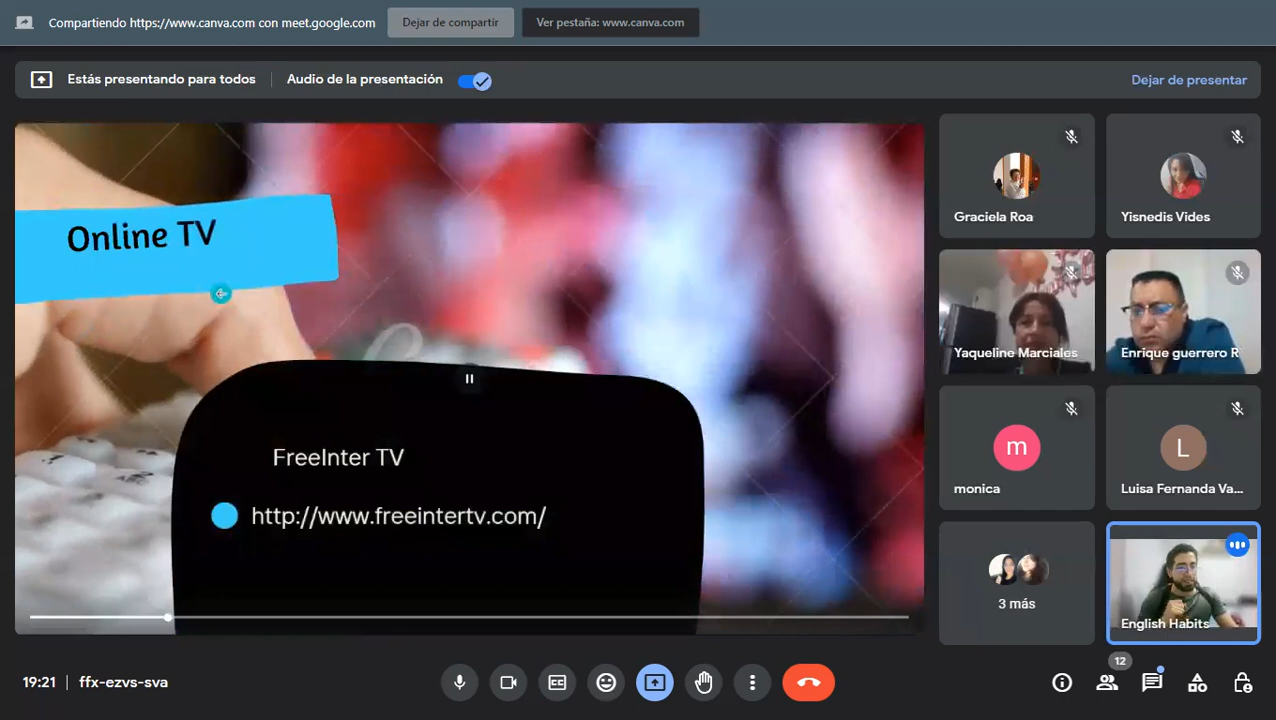 Compartiendo https://www.canva.com con meet.google.com
Dejar de compartir
Ver pestaña: www.canva.com
Estás presentando para todos
Audio de la presentación
Dejar de presentar
Online TV
FreeInter TV
http://www.freeintertv.com/
Graciela Roa
Yisnedis Vides
Yaqueline Marciales
Enrique guerrero R
m
monica
L
Luisa Fernanda Va...
3 más
English Habits
19:21 | ffx-ezvs-sva
12